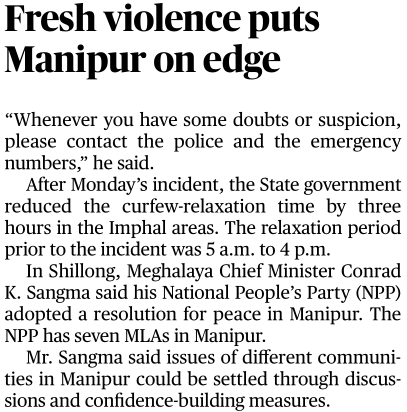 Fresh violence puts
Manipur on edge
“Whenever you have some doubts or suspicion,
please contact the police and the emergency
numbers,” he said.
After Monday’s incident, the State government
reduced the curfew-relaxation time by three
hours in the Imphal areas. The relaxation period
prior to the incident was 5 a.m. to 4 p.m.
In Shillong, Meghalaya Chief Minister Conrad
K. Sangma said his National People’s Party (NPP)
adopted a resolution for peace in Manipur. The
NPP has seven MLAs in Manipur.
Mr. Sangma said issues of different communi-
ties in Manipur could be settled through discus-
sions and confidence-building measures.